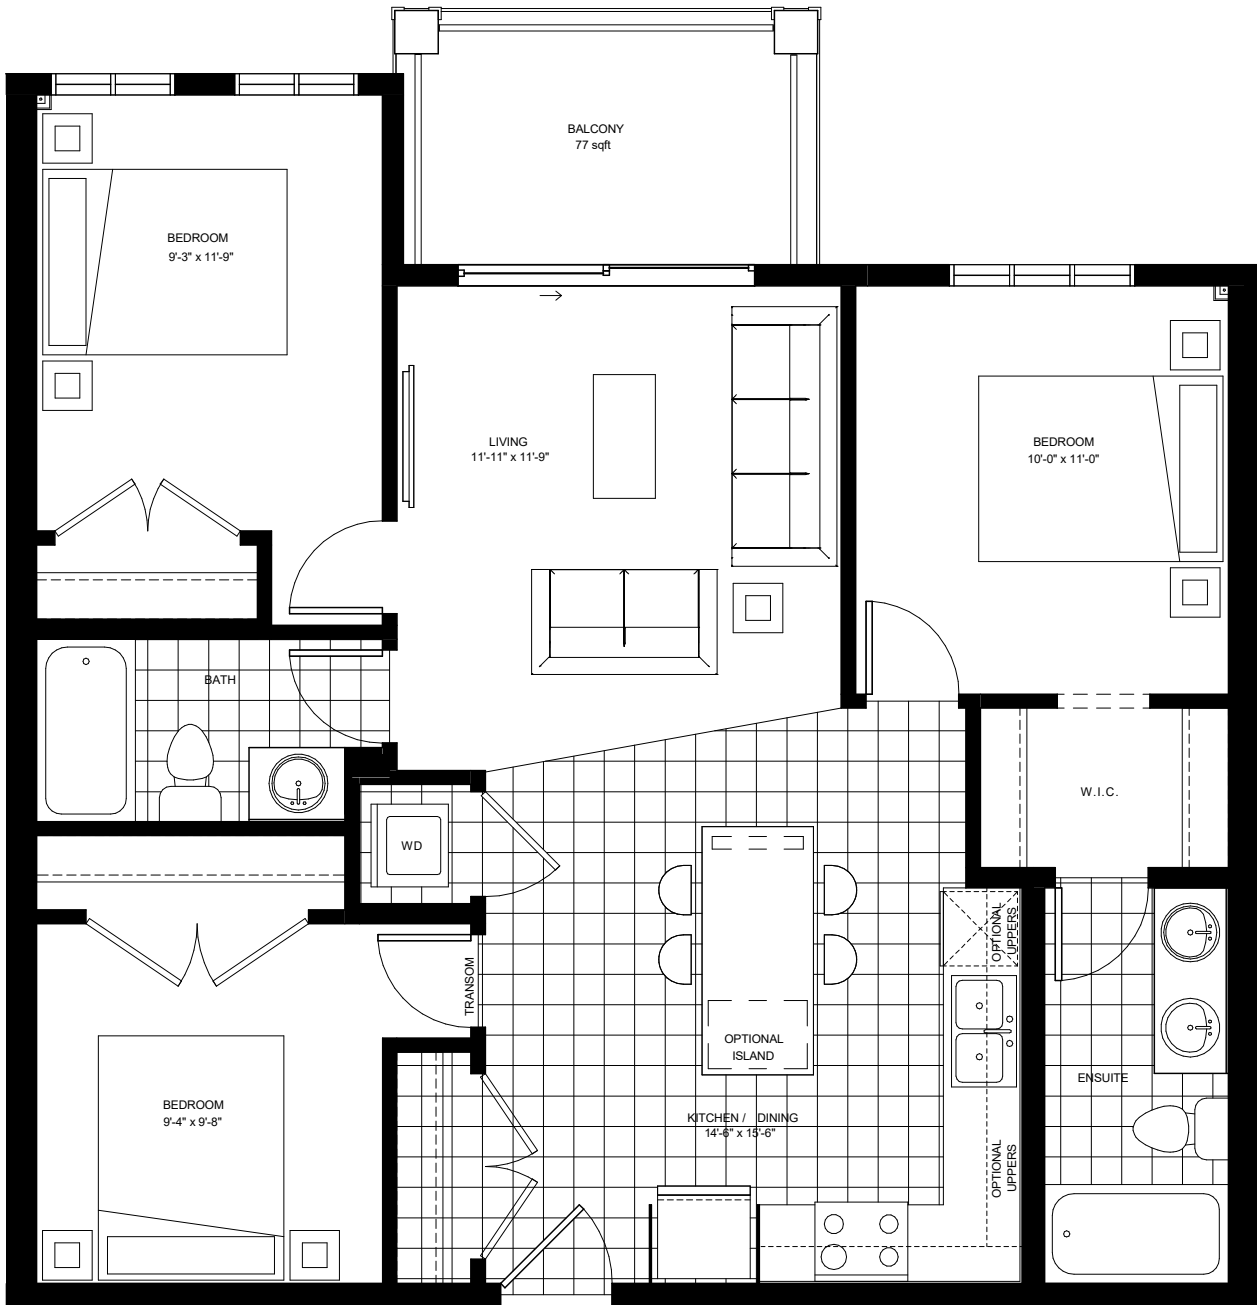 BALCONY
77 sqft
BEDROOM
9'-3" x 11'-9"
LIVING
11'-11" x 11'-9"
BEDROOM
10'-0" x 11'-0"
BATH
W.I.C.
WD
OPTIONAL
UPPERS
TRANSOM
OPTIONAL
ISLAND
ENSUITE
BEDROOM
9'-4" x 9'-8"
KITCHEN / DINING
14'-6" x 15'-6"
OPTIONAL
UPPERS